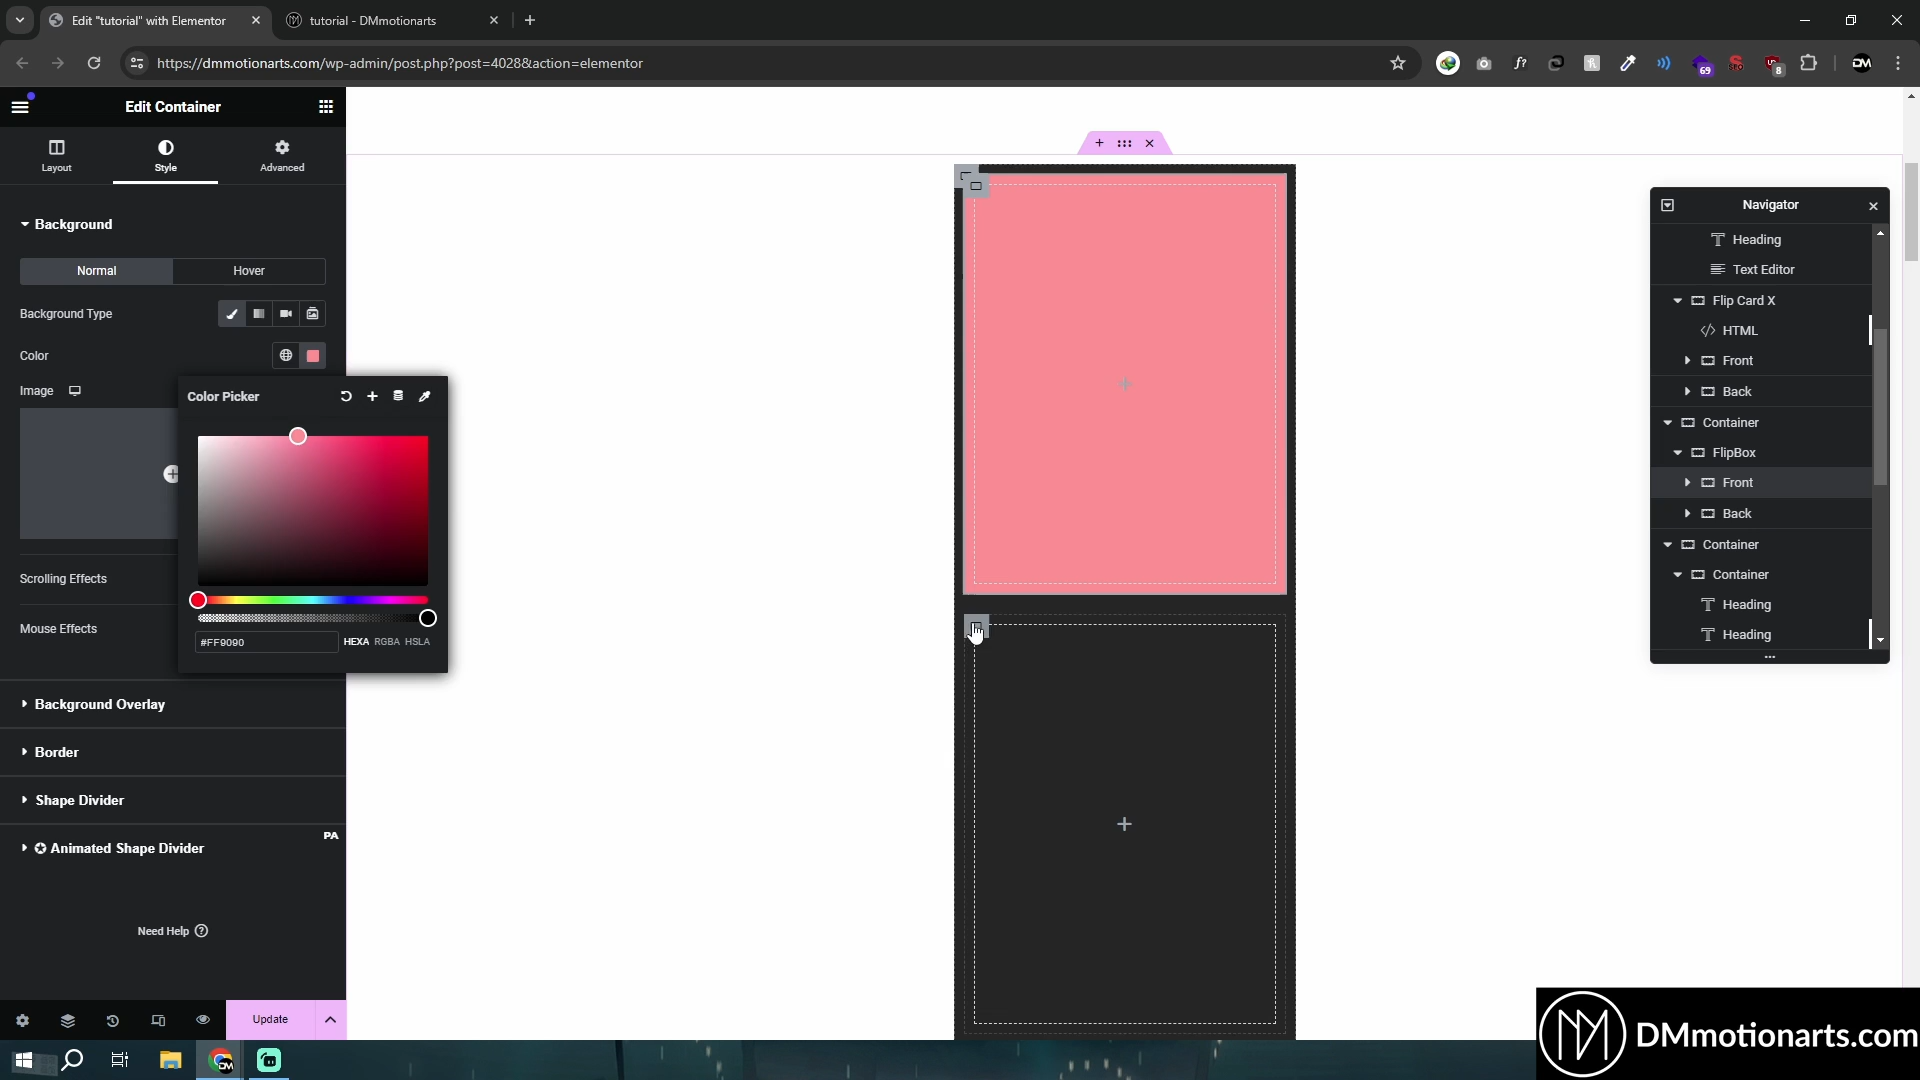 Edit "tutorial" with Elementor
tutorial - DMmotionarts
https://dmmotionarts.com/wp-admin/post.php?post=4028&action=elementor
f?
69
8
DM
Edit Container
Layout
Style
Advanced
Background
Normal
Hover
Background Type
Color
Image
Color Picker
#FF9090
HEXA
RGBA
HSLA
Scrolling Effects
Mouse Effects
Background Overlay
Border
Shape Divider
PA
Animated Shape Divider
Need Help
Update
Navigator
Heading
Text Editor
Flip Card X
HTML
Front
Back
Container
FlipBox
Front
Back
Container
Container
Heading
Heading
DMmotionarts.com